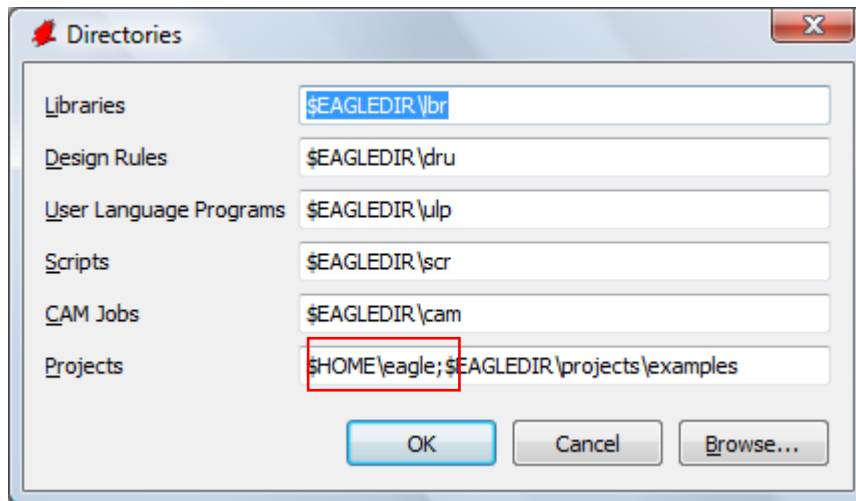 Directories
Libraries $EAGLEDIR\lbr
Design Rules $EAGLEDIR\dru
User Language Programs $EAGLEDIR\ulp
Scripts $EAGLEDIR\scr
CAM Jobs $EAGLEDIR\cam
Projects $HOME\eagle;$EAGLEDIR\projects\examples
OK Cancel Browse...